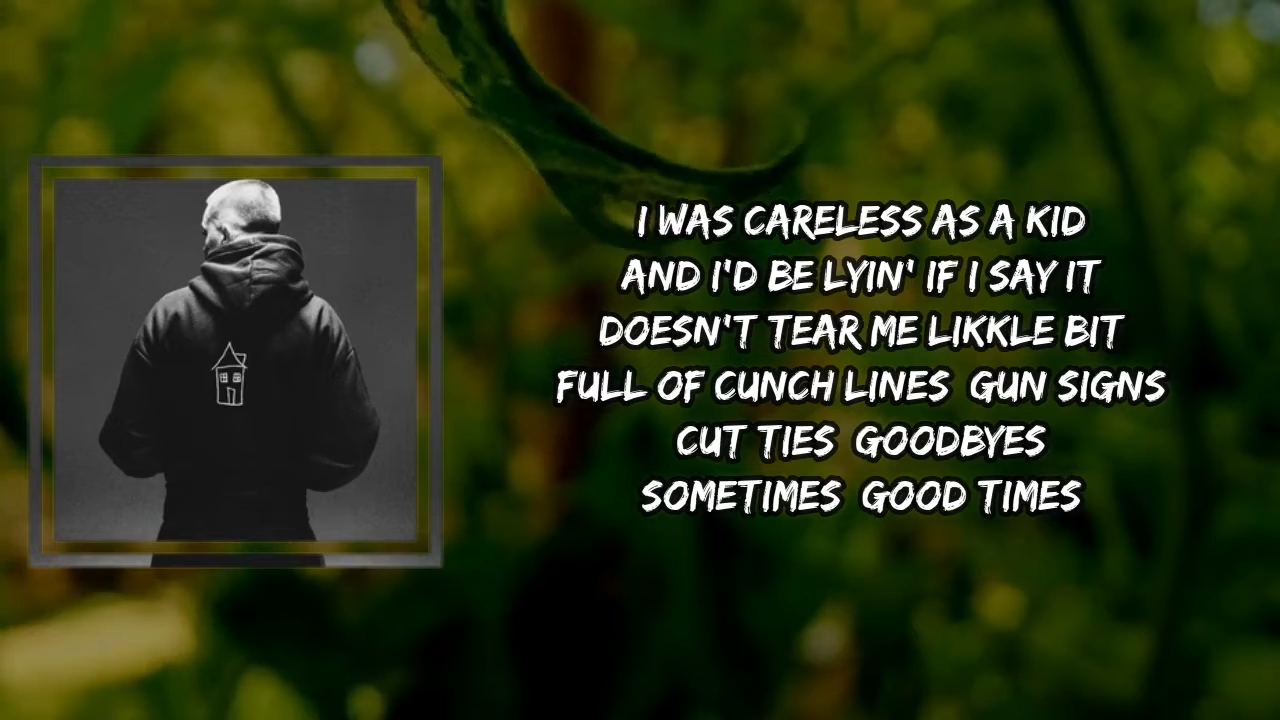 I WAS CARELESS AS A KID
AND I'D BE LYIN' IF I SAY IT
DOESN'T TEAR ME LIKKLE BIT
FULL OF CUNCH LINES GUN SIGNS
CUT TIES GOODBYES
SOMETIMES GOOD TIMES